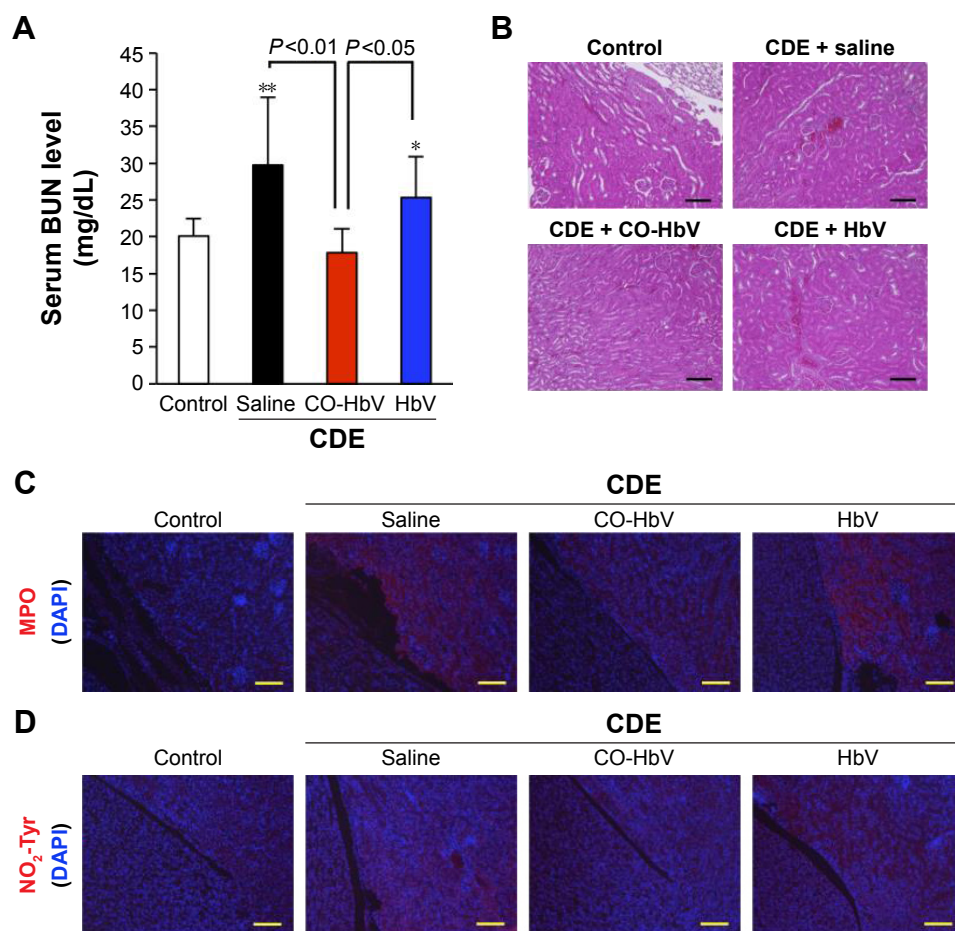 A
P<0.01 P<0.05
Serum BUN level
(mg/dL)
45
40
35
30
25
20
15
10
5
0
**
*
Control Saline CO-HbV HbV
CDE
B
Control CDE + saline
CDE + CO-HbV CDE + HbV
C
CDE
Control Saline CO-HbV HbV
MPO
(DAPI)
D
CDE
Control Saline CO-HbV HbV
NO₂-Tyr
(DAPI)